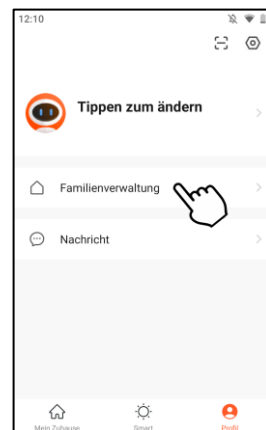 12:10
Tippen zum ändern
Familienverwaltung
Nachricht
Mein Zuhause
Smart
Profil